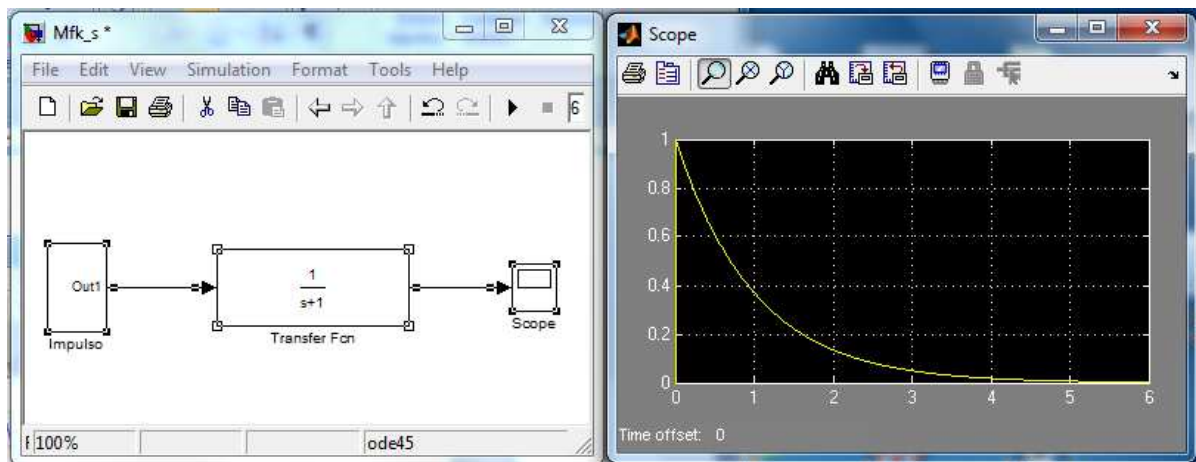 Mfk_s *
File Edit View Simulation Format Tools Help
6
Out1
Impulso
1
s+1
Transfer Fcn
Scope
100%
ode45
Scope
1
0.8
0.6
0.4
0.2
0
0 1 2 3 4 5 6
Time offset: 0